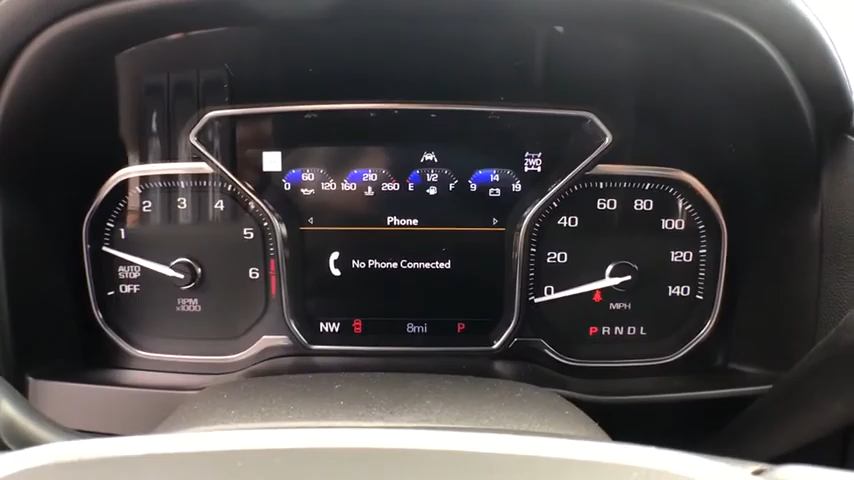 2 3 4
1 5
AUTO
STOP
OFF
6
RPM
x1000
0 60 120
160 210 260
E 1/2 F
9 14 19
2WD
Phone
No Phone Connected
NW 8mi P
60 80
40 100
20 120
0 140
MPH
PRNDL